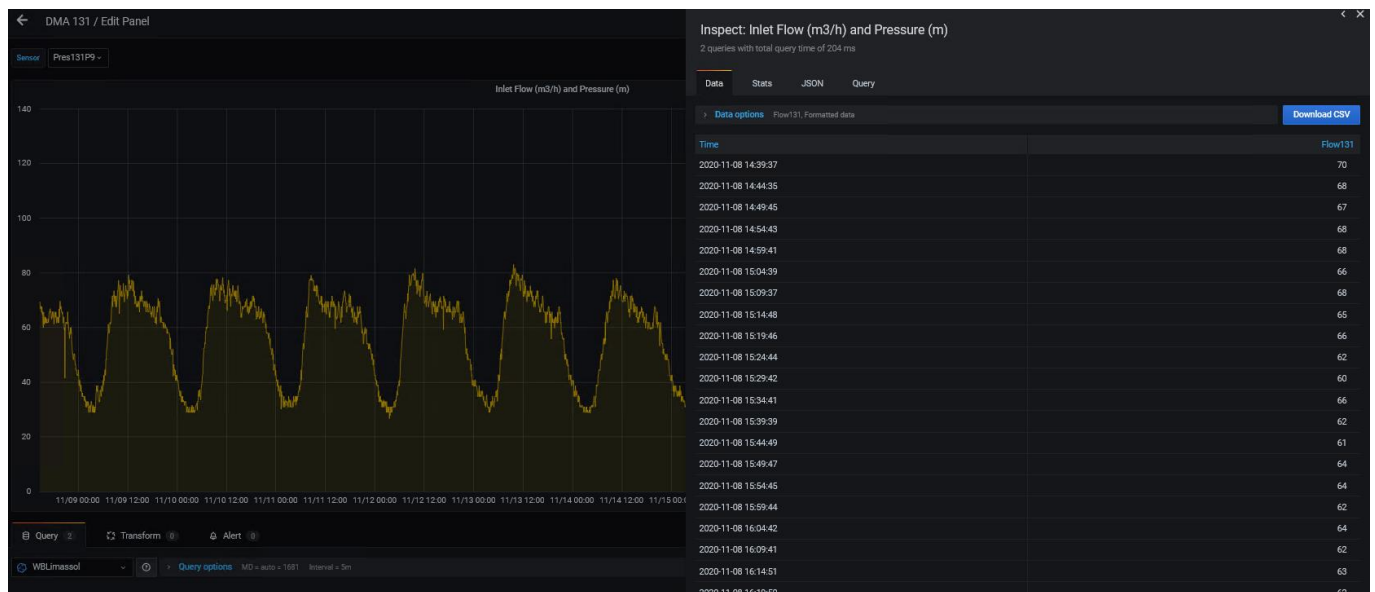 DMA 131 / Edit Panel
Sensor Pres131P9
Inlet Flow (m3/h) and Pressure (m)
140
120
100
80
60
40
20
0
11/09 00:00 11/09 12:00 11/10 00:00 11/10 12:00 11/11 00:00 11/11 12:00 11/12 00:00 11/12 12:00 11/13 00:00 11/13 12:00 11/14 00:00 11/14 12:00 11/15 00:
Query 2 Transform 0 Alert 0
WBLimassol Query options MD = auto = 1681 Interval = 5m
Inspect: Inlet Flow (m3/h) and Pressure (m)
2 queries with total query time of 204 ms
Data Stats JSON Query
Data options Flow131, Formatted data Download CSV
Time Flow131
2020-11-08 14:39:37 70
2020-11-08 14:44:35 68
2020-11-08 14:49:45 67
2020-11-08 14:54:43 68
2020-11-08 14:59:41 68
2020-11-08 15:04:39 66
2020-11-08 15:09:37 68
2020-11-08 15:14:48 65
2020-11-08 15:19:46 66
2020-11-08 15:24:44 62
2020-11-08 15:29:42 60
2020-11-08 15:34:41 66
2020-11-08 15:39:39 62
2020-11-08 15:44:49 61
2020-11-08 15:49:47 64
2020-11-08 15:54:45 64
2020-11-08 15:59:44 62
2020-11-08 16:04:42 64
2020-11-08 16:09:41 62
2020-11-08 16:14:51 63